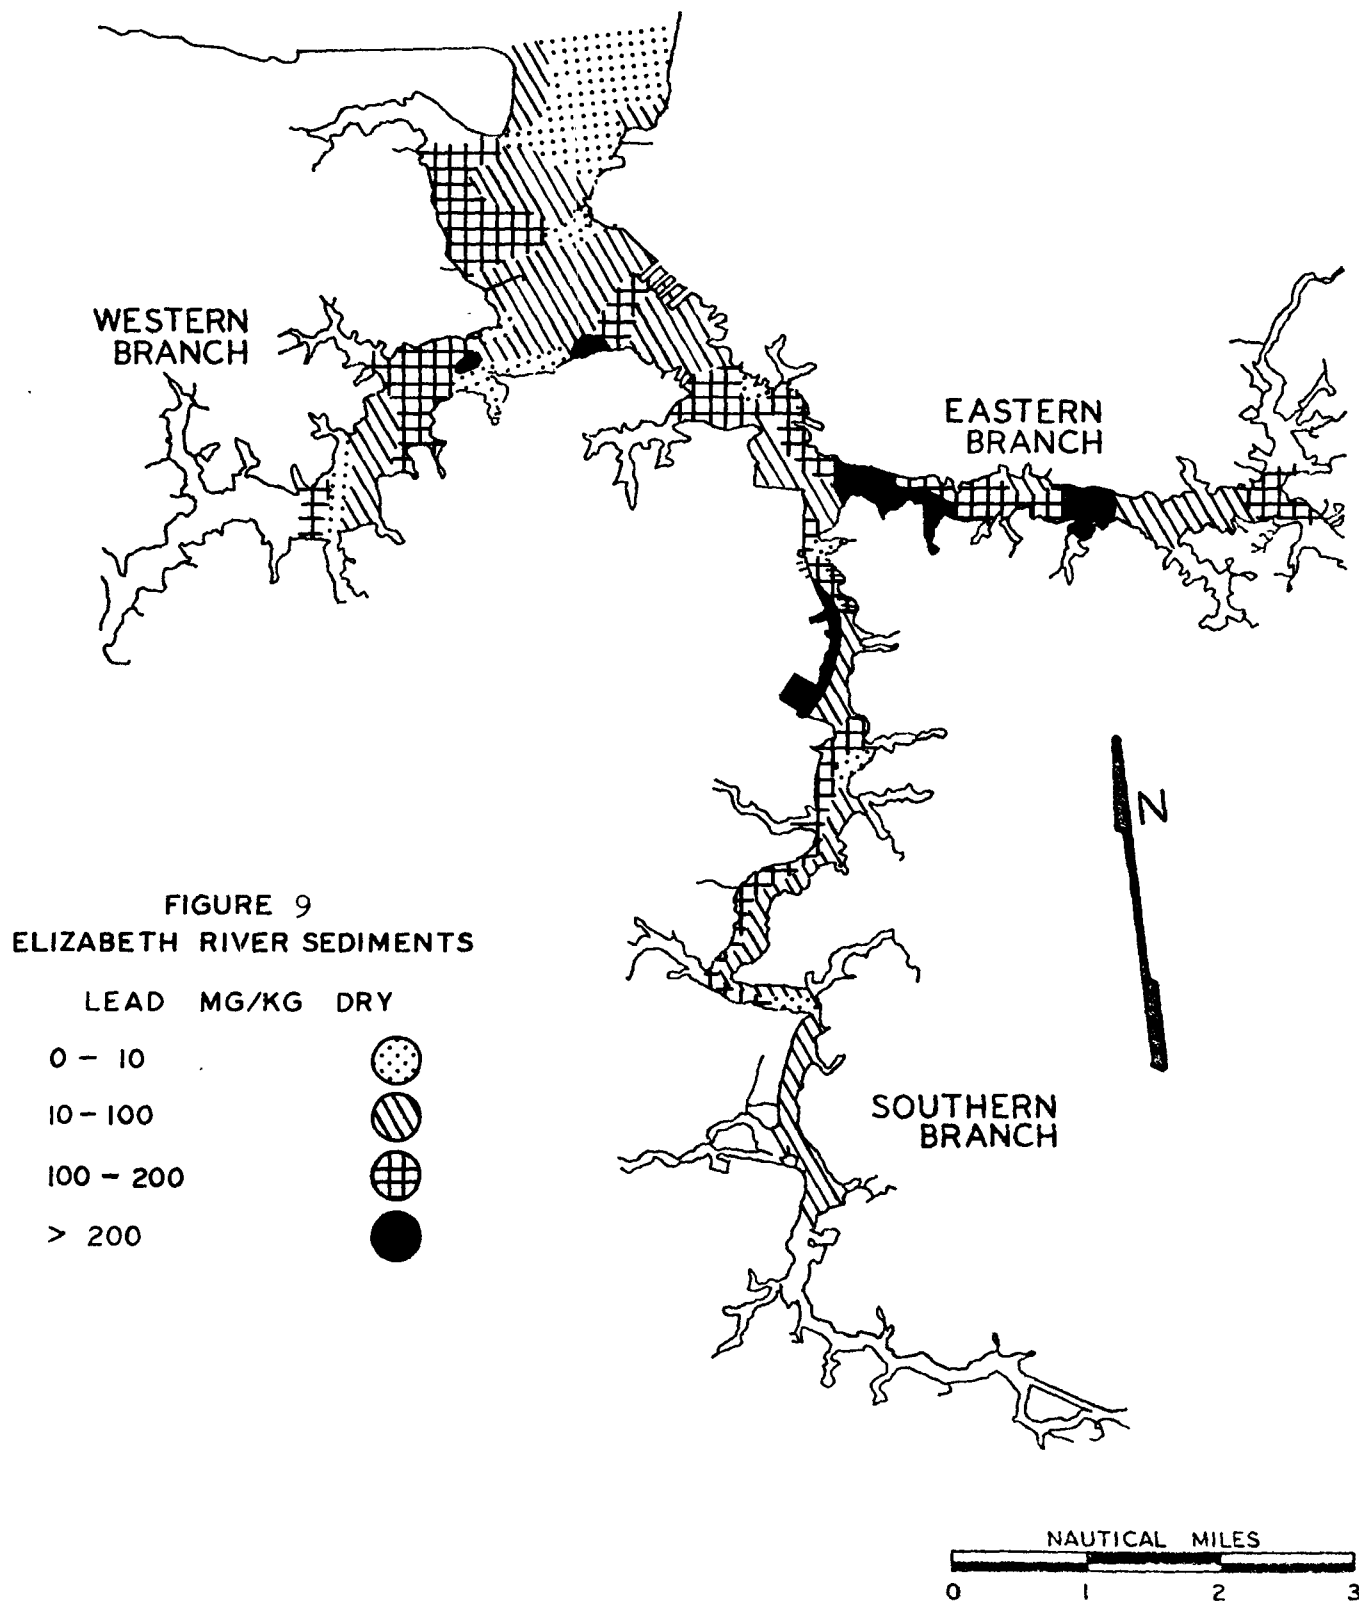 WESTERN
BRANCH
EASTERN
BRANCH
N
FIGURE 9
ELIZABETH RIVER SEDIMENTS
LEAD MG/KG DRY
0 - 10
10 - 100
100 - 200
> 200
SOUTHERN
BRANCH
NAUTICAL MILES
0 1 2 3